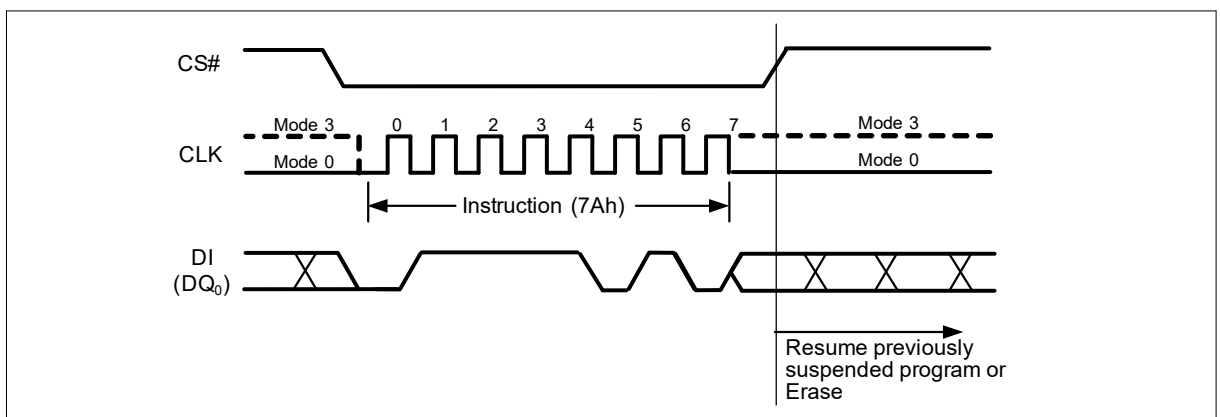 CS#
Mode 3
0 1 2 3 4 5 6 7
Mode 3
CLK
Mode 0
Mode 0
Instruction (7Ah)
DI
(DQ0)
Resume previously
suspended program or
Erase